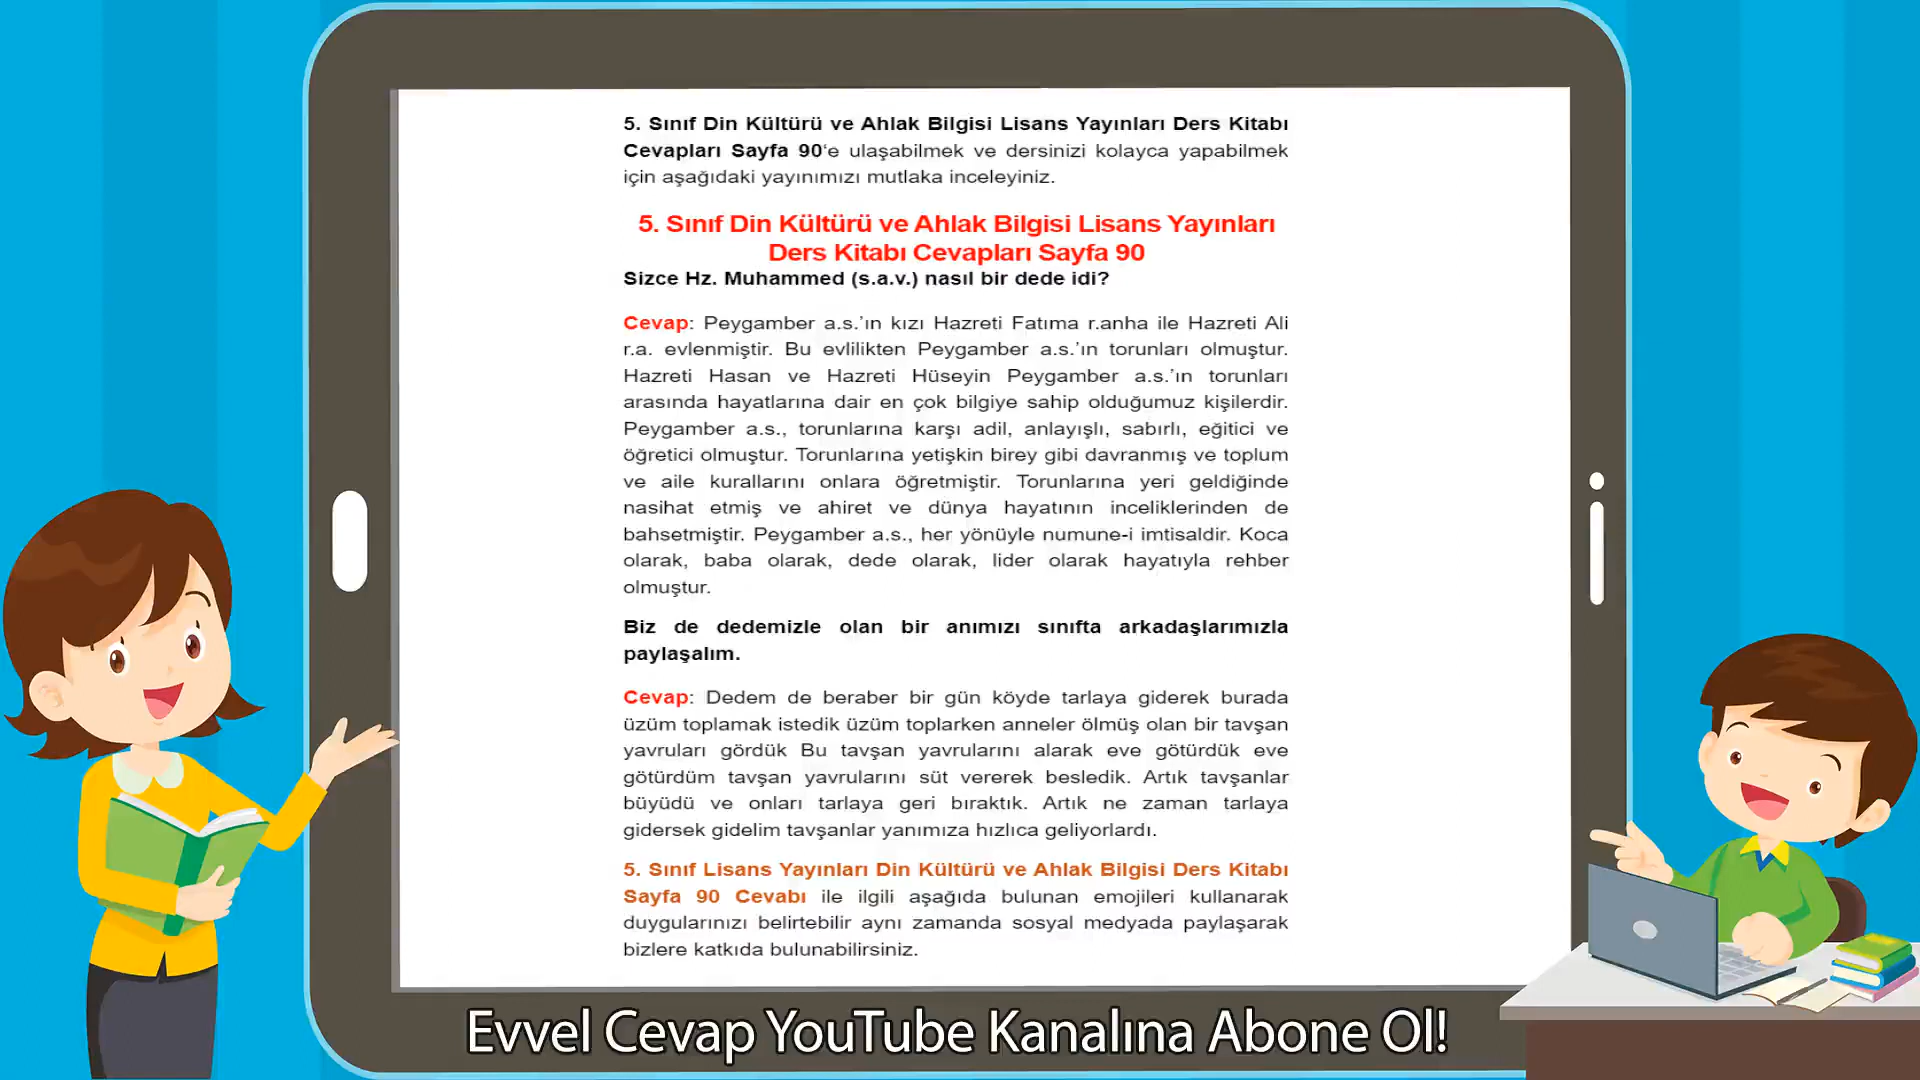 5. Sınıf Din Kültürü ve Ahlak Bilgisi Lisans Yayınları Ders Kitabı
Cevapları Sayfa 90'e ulaşabilmek ve dersinizi kolayca yapabilmek
için aşağıdaki yayınımızı mutlaka inceleyiniz.
5. Sınıf Din Kültürü ve Ahlak Bilgisi Lisans Yayınları
Ders Kitabı Cevapları Sayfa 90
Sizce Hz. Muhammed (s.a.v.) nasıl bir dede idi?
Cevap: Peygamber a.s.’ın kızı Hazreti Fatıma r.anha ile Hazreti Ali
r.a. evlenmiştir. Bu evlilikten Peygamber a.s.’ın torunları olmuştur.
Hazreti Hasan ve Hazreti Hüseyin Peygamber a.s.’ın torunları
arasında hayatlarına dair en çok bilgiye sahip olduğumuz kişilerdir.
Peygamber a.s., torunlarına karşı adil, anlayışlı, sabırlı, eğitici ve
öğretici olmuştur. Torunlarına yetişkin birey gibi davranmış ve toplum
ve aile kurallarını onlara öğretmiştir. Torunlarına yeri geldiğinde
nasihat etmiş ve ahiret ve dünya hayatının inceliklerinden de
bahsetmiştir. Peygamber a.s., her yönüyle numune-i imtisaldir. Koca
olarak, baba olarak, dede olarak, lider olarak hayatıyla rehber
olmuştur.
Biz de dedemizle olan bir anımızı sınıfta arkadaşlarımızla
paylaşalım.
Cevap: Dedem de beraber bir gün köyde tarlaya giderek burada
üzüm toplamak istedik üzüm toplarken anneler ölmüş olan bir tavşan
yavruları gördük Bu tavşan yavrularını alarak eve götürdük eve
götürdüm tavşan yavrularını süt vererek besledik. Artık tavşanlar
büyüdü ve onları tarlaya geri bıraktık. Artık ne zaman tarlaya
gidersek gidelim tavşanlar yanımıza hızlıca geliyorlardı.
5. Sınıf Lisans Yayınları Din Kültürü ve Ahlak Bilgisi Ders Kitabı
Sayfa 90 Cevabı ile ilgili aşağıda bulunan emojileri kullanarak
duygularınızı belirtebilir aynı zamanda sosyal medyada paylaşarak
bizlere katkıda bulunabilirsiniz.
Evvel Cevap YouTube Kanalına Abone Ol!